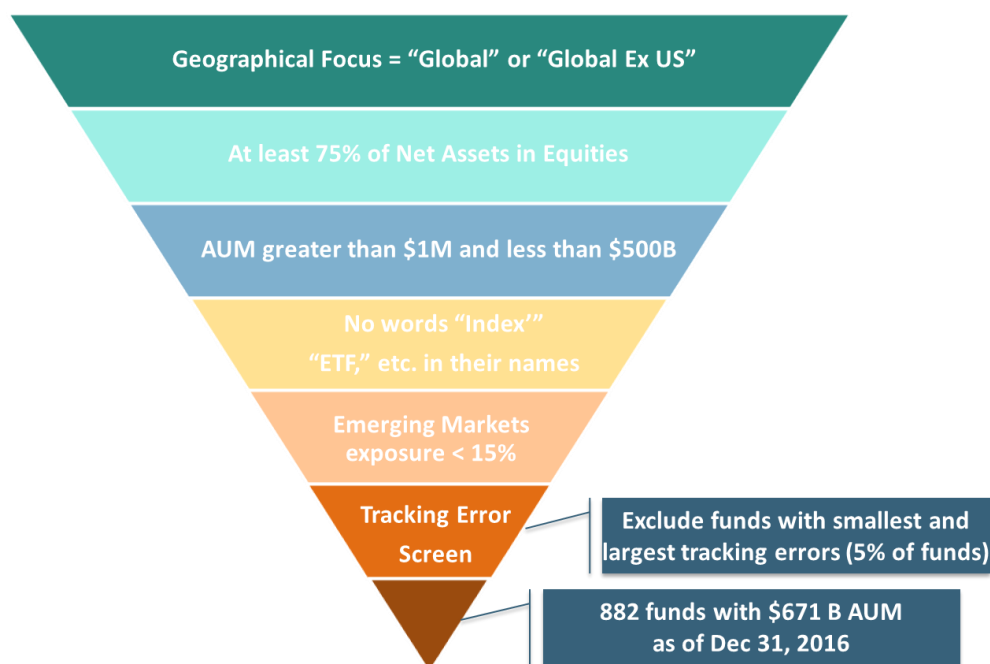 Geographical Focus = “Global” or “Global Ex US”
At least 75% of Net Assets in Equities
AUM greater than $1M and less than $500B
No words “Index’”
“ETF,” etc. in their names
Emerging Markets
exposure < 15%
Tracking Error
Screen
Exclude funds with smallest and
largest tracking errors (5% of funds)
882 funds with $671 B AUM
as of Dec 31, 2016